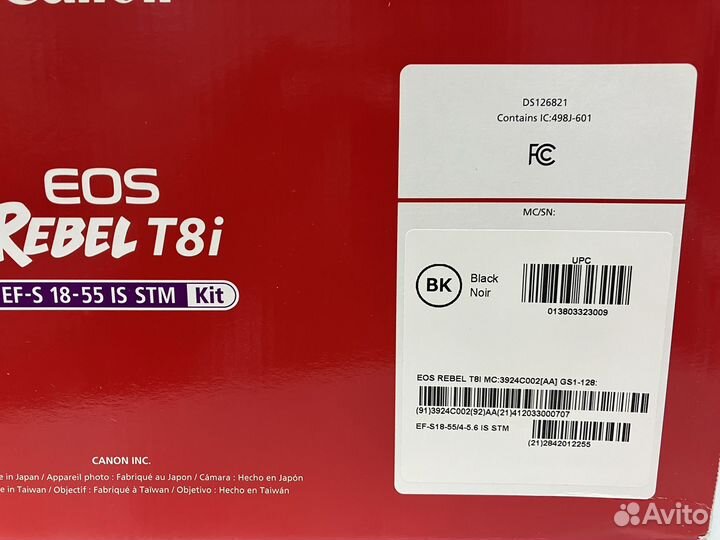 Canon
EOS
REBEL T8i
EF-S 18-55 IS STM Kit
CANON INC.
in Japan / Appareil photo : Fabriqué au Japon / Cámara : Hecho en Japón
in Taiwan / Objectif : Fabriqué à Taïwan / Objetivo : Hecho en Taiwán
DS126821
Contains IC:498J-601
FC
MC/SN:
BK
Black
Noir
UPC
013803323009
EOS REBEL T8I MC:3924C002[AA] GS1-128:
(91)3924C002(92)AA(21)412033000707
EF-S18-55/4-5.6 IS STM
(21)2842012255
Avito